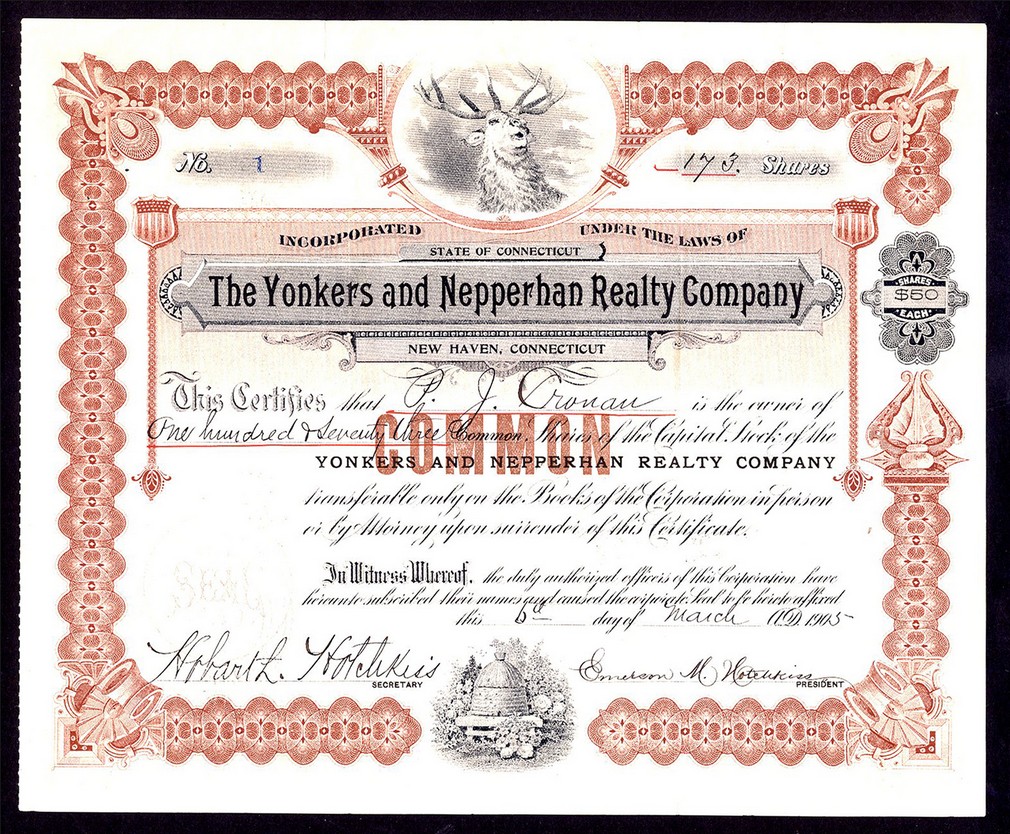 No. 1
173. Shares
INCORPORATED UNDER THE LAWS OF
STATE OF CONNECTICUT
The Yonkers and Nepperhan Realty Company
NEW HAVEN, CONNECTICUT
SHARES
$50
EACH
This Certifies that P. J. Cronan is the owner of
One hundred & Seventy three Common Shares of the Capital Stock of the
COMMON
YONKERS AND NEPPERHAN REALTY COMPANY
transferable only on the Books of the Corporation in person
or by Attorney upon surrender of this Certificate.
In Witness Whereof, the duly authorized officers of this Corporation have
hereunto subscribed their names and caused the corporate Seal to be hereto affixed
this 6th day of March A.D. 1905
SEAL
Hobart L. Hotchkiss
SECRETARY
Emerson M. Hotchkiss
PRESIDENT